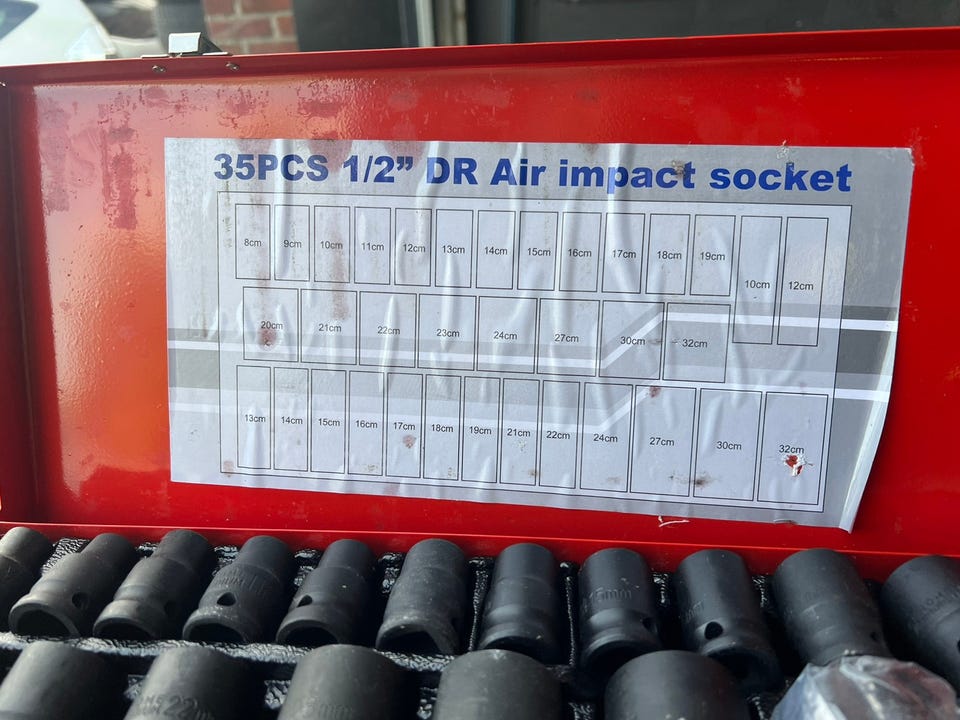 35PCS 1/2” DR Air impact socket
8cm 9cm 10cm 11cm 12cm 13cm 14cm 15cm 16cm 17cm 18cm 19cm 10cm 12cm
20cm 21cm 22cm 23cm 24cm 27cm 30cm 32cm
13cm 14cm 15cm 16cm 17cm 18cm 19cm 21cm 22cm 24cm 27cm 30cm 32cm